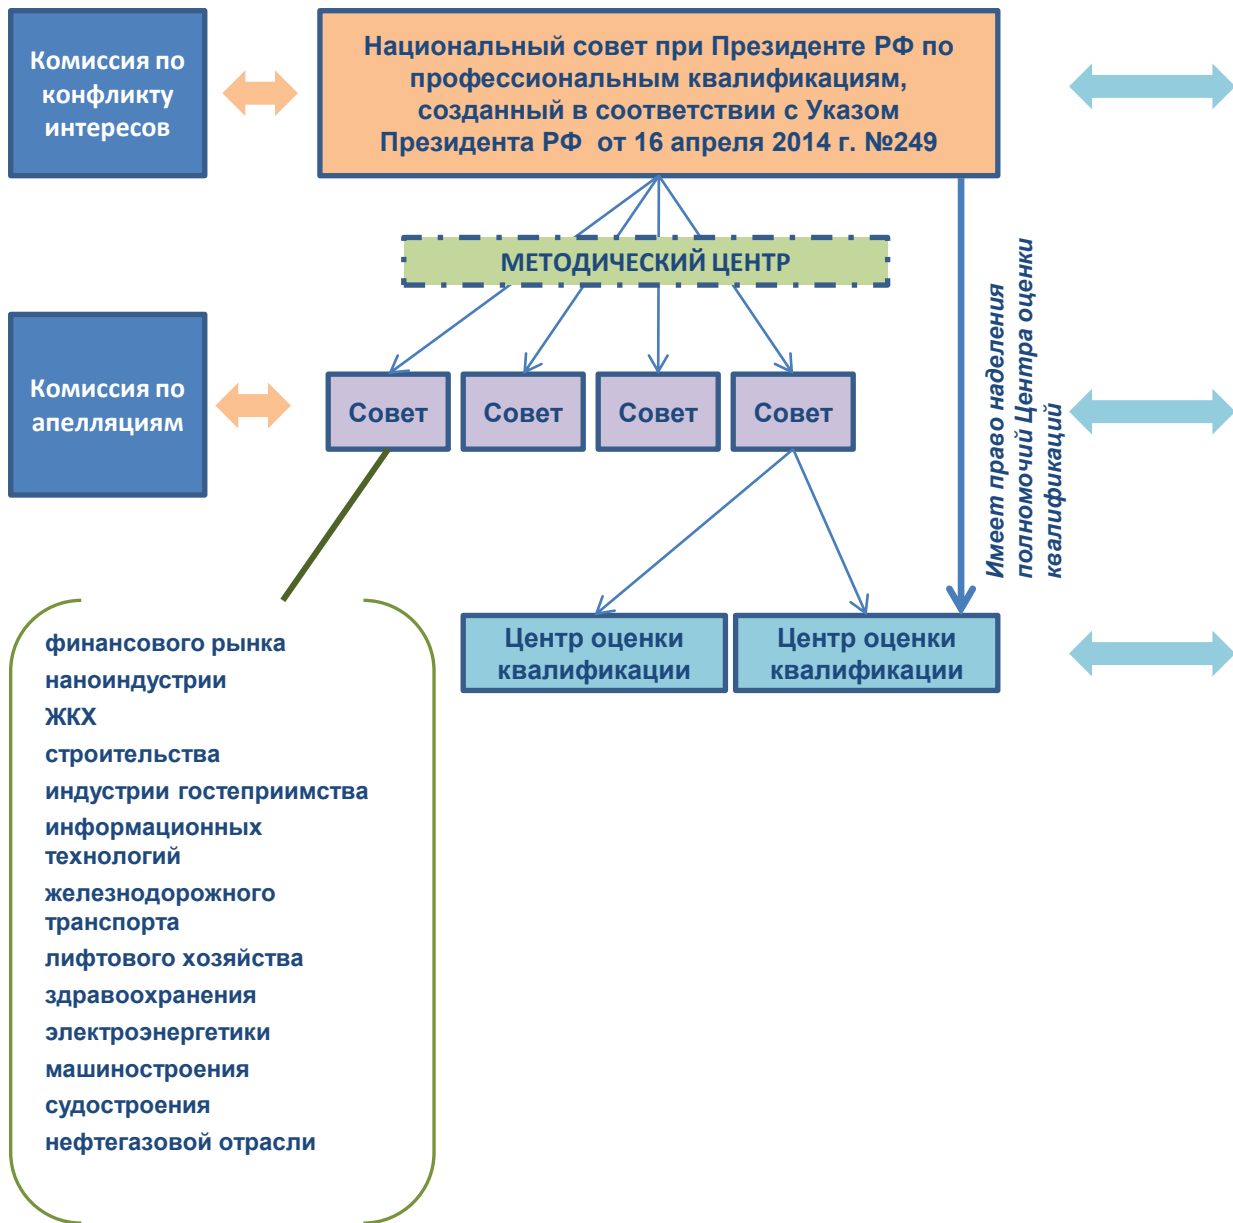 Комиссия по
конфликту
интересов
Национальный совет при Президенте РФ по
профессиональным квалификациям,
созданный в соответствии с Указом
Президента РФ от 16 апреля 2014 г. №249
МЕТОДИЧЕСКИЙ ЦЕНТР
Имеет право наделения
полномочий Центра оценки
квалификаций
Комиссия по
апелляциям
Совет
Совет
Совет
Совет
Центр оценки
квалификации
Центр оценки
квалификации
финансового рынка
наноиндустрии
ЖКХ
строительства
индустрии гостеприимства
информационных
технологий
железнодорожного
транспорта
лифтового хозяйства
здравоохранения
электроэнергетики
машиностроения
судостроения
нефтегазовой отрасли